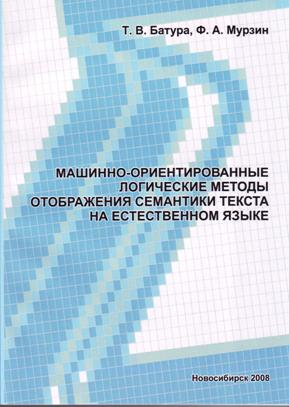 Т. В. Батура, Ф. А. Мурзин
МАШИННО-ОРИЕНТИРОВАННЫЕ
ЛОГИЧЕСКИЕ МЕТОДЫ
ОТОБРАЖЕНИЯ СЕМАНТИКИ ТЕКСТА
НА ЕСТЕСТВЕННОМ ЯЗЫКЕ
Новосибирск 2008